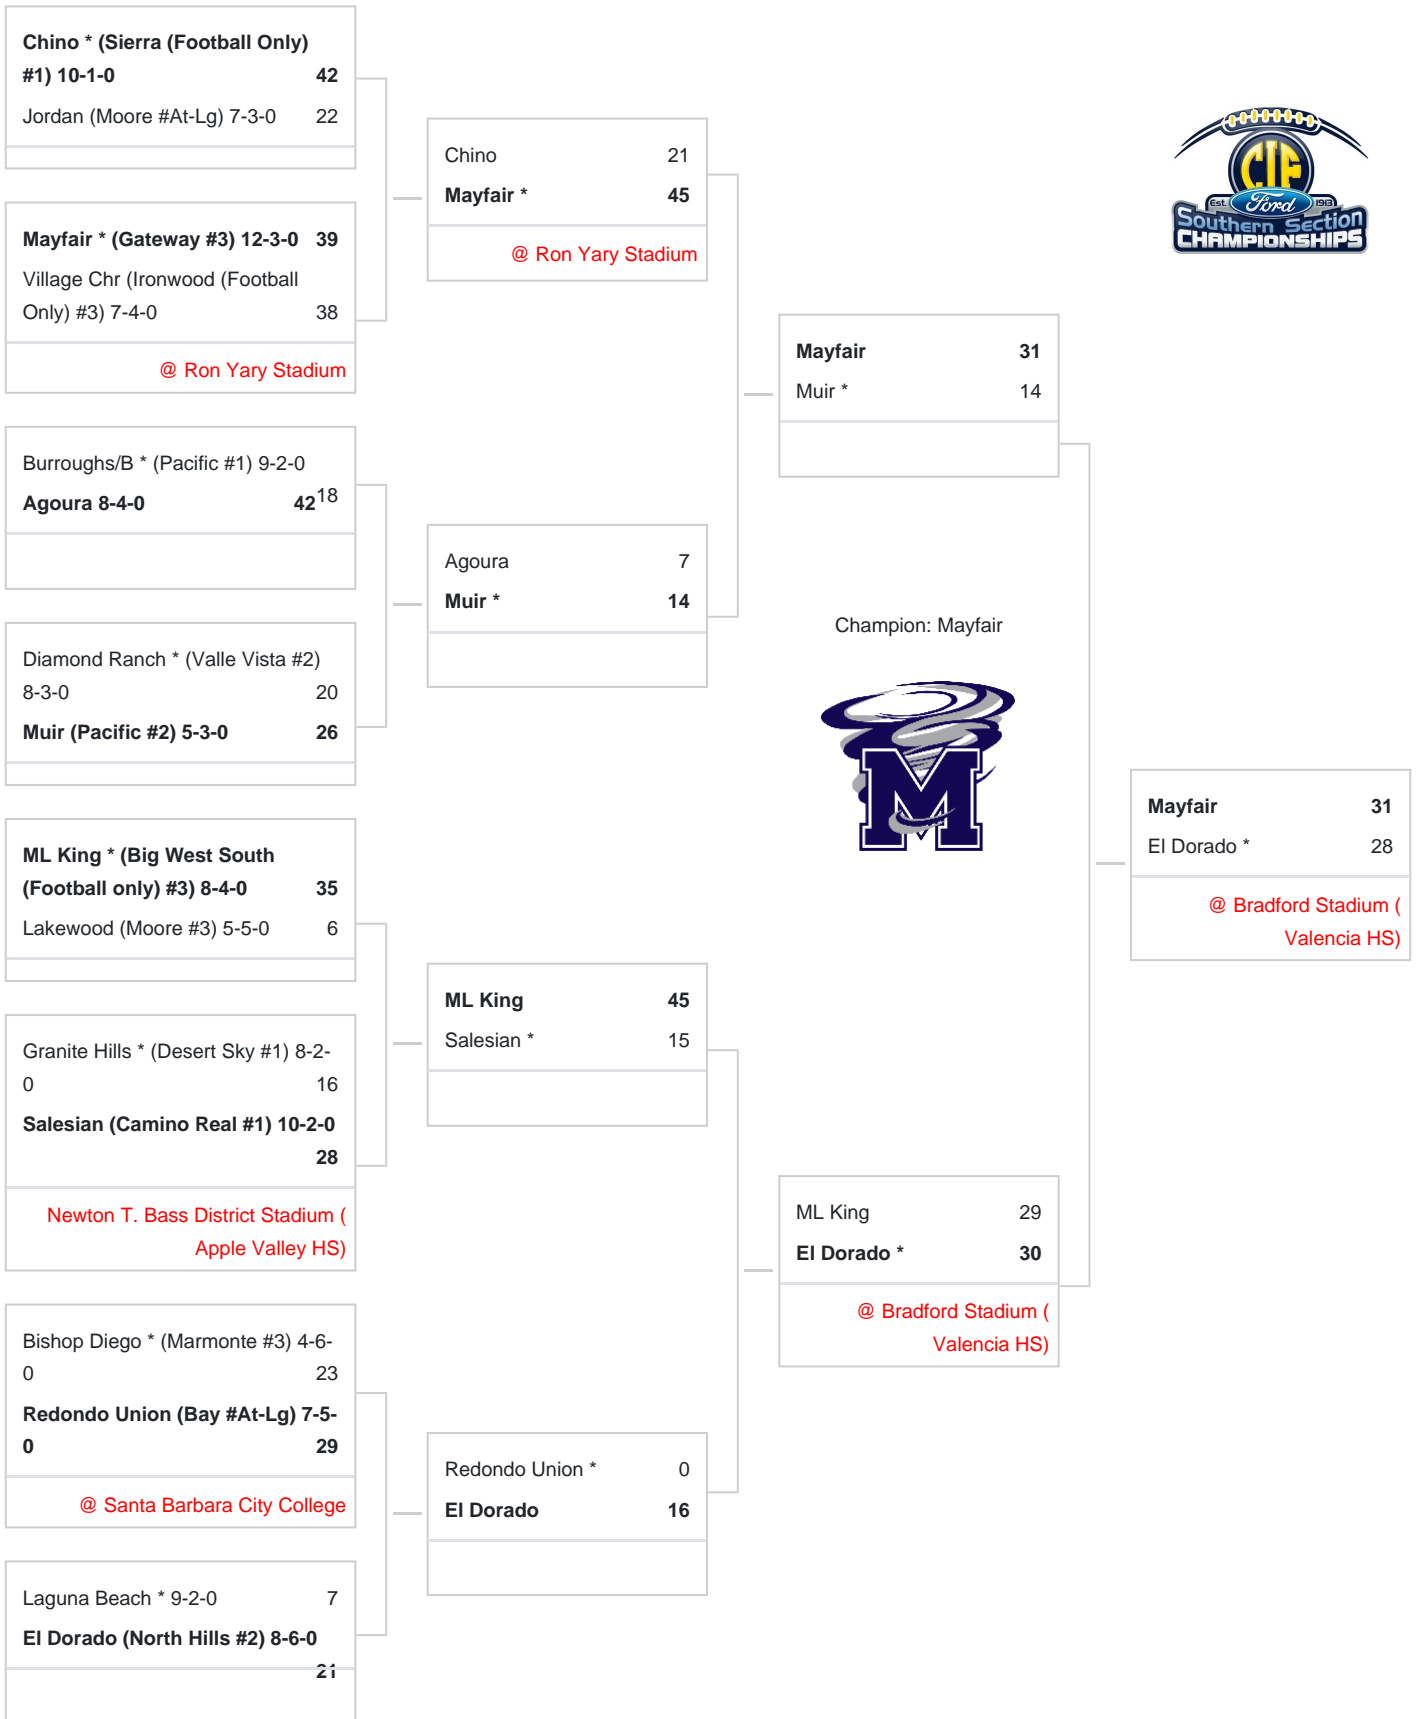 Chino * (Sierra (Football Only)
#1) 10-1-0 42
Jordan (Moore #At-Lg) 7-3-0 22
Mayfair * (Gateway #3) 12-3-0 39
Village Chr (Ironwood (Football
Only) #3) 7-4-0 38
@ Ron Yary Stadium
Burroughs/B * (Pacific #1) 9-2-0
18
Agoura 8-4-0 42
Diamond Ranch * (Valle Vista #2)
8-3-0 20
Muir (Pacific #2) 5-3-0 26
ML King * (Big West South
(Football only) #3) 8-4-0 35
Lakewood (Moore #3) 5-5-0 6
Granite Hills * (Desert Sky #1) 8-2-
0 16
Salesian (Camino Real #1) 10-2-0
28
Newton T. Bass District Stadium (
Apple Valley HS)
Bishop Diego * (Marmonte #3) 4-6-
0 23
Redondo Union (Bay #At-Lg) 7-5-
0 29
@ Santa Barbara City College
Laguna Beach * 9-2-0 7
El Dorado (North Hills #2) 8-6-0
21
Chino 21
Mayfair * 45
@ Ron Yary Stadium
Agoura 7
Muir * 14
ML King 45
Salesian * 15
Redondo Union * 0
El Dorado 16
Mayfair 31
Muir * 14
ML King 29
El Dorado * 30
@ Bradford Stadium (
Valencia HS)
Mayfair 31
El Dorado * 28
@ Bradford Stadium (
Valencia HS)
Champion: Mayfair
M
CIF
Est. Ford 1913
Southern Section
CHAMPIONSHIPS